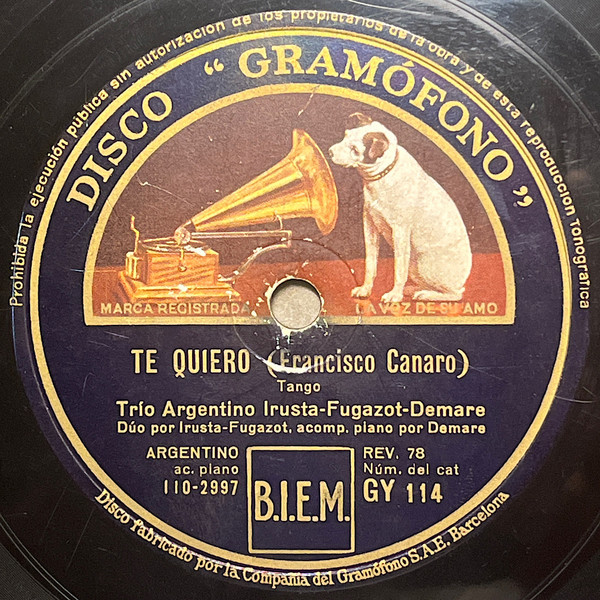 Prohibida la ejecución pública sin autorización de los propietarios de la obra y de esta reproducción fonográfica
DISCO "GRAMÓFONO"
MARCA REGISTRADA
LA VOZ DE SU AMO
TE QUIERO (Francisco Canaro)
Tango
Trío Argentino Irusta-Fugazot-Demare
Dúo por Irusta-Fugazot, acomp. piano por Demare
ARGENTINO
ac. piano
110-2997
B.I.E.M.
REV. 78
Núm. del cat
GY 114
Disco fabricado por la Compañía del Gramófono S.A.E. Barcelona